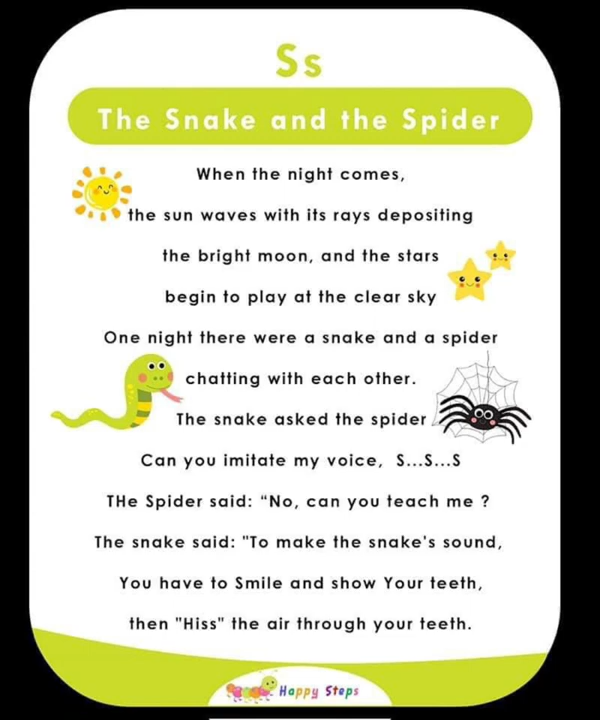 Ss
The Snake and the Spider
When the night comes,
the sun waves with its rays depositing
the bright moon, and the stars
begin to play at the clear sky
One night there were a snake and a spider
chatting with each other.
The snake asked the spider
Can you imitate my voice, S...S...S
THe Spider said: "No, can you teach me ?
The snake said: "To make the snake's sound,
You have to Smile and show Your teeth,
then "Hiss" the air through your teeth.
Happy Steps